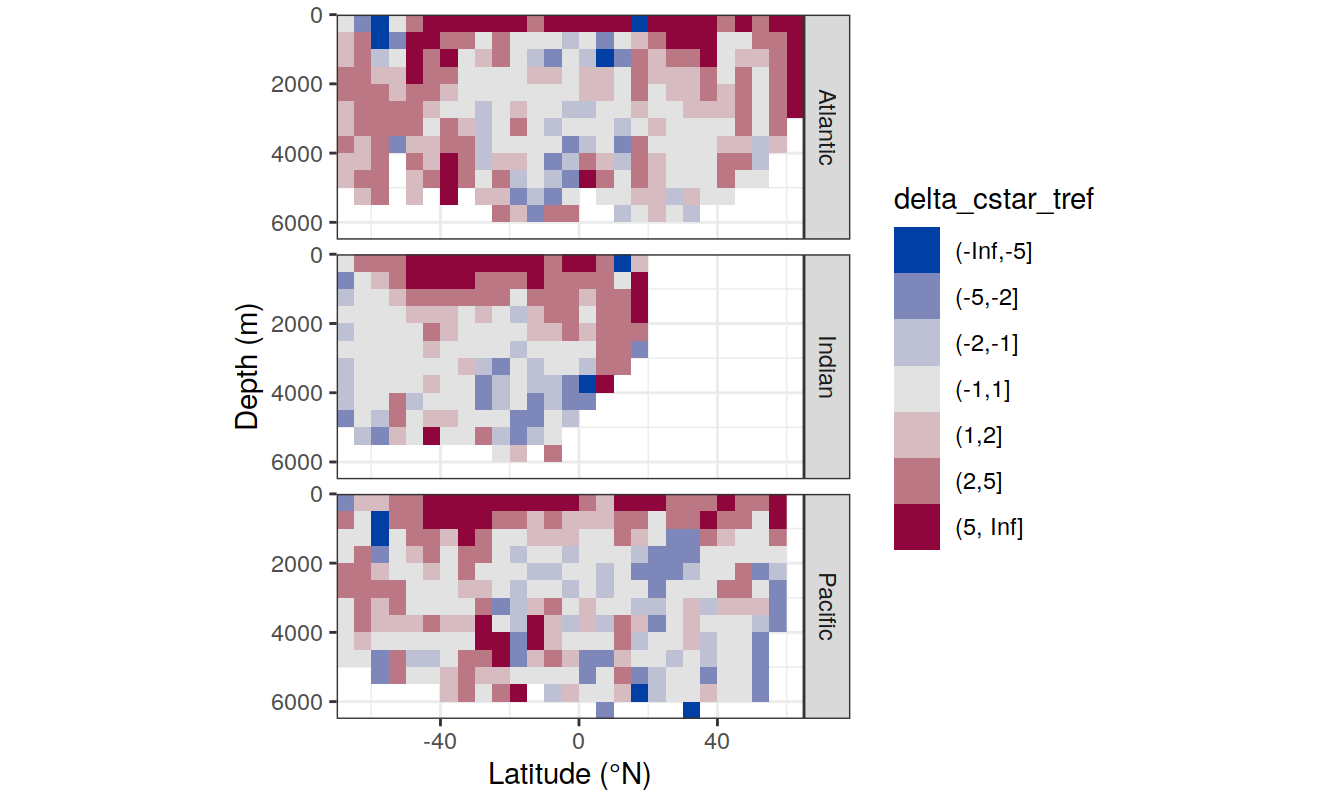 0
2000
4000
6000
Atlantic
0
2000
4000
6000
Indian
0
2000
4000
6000
Pacific
-40
0
40
Latitude (°N)
Depth (m)
delta_cstar_tref
(-Inf,-5]
(-5,-2]
(-2,-1]
(-1,1]
(1,2]
(2,5]
(5, Inf]